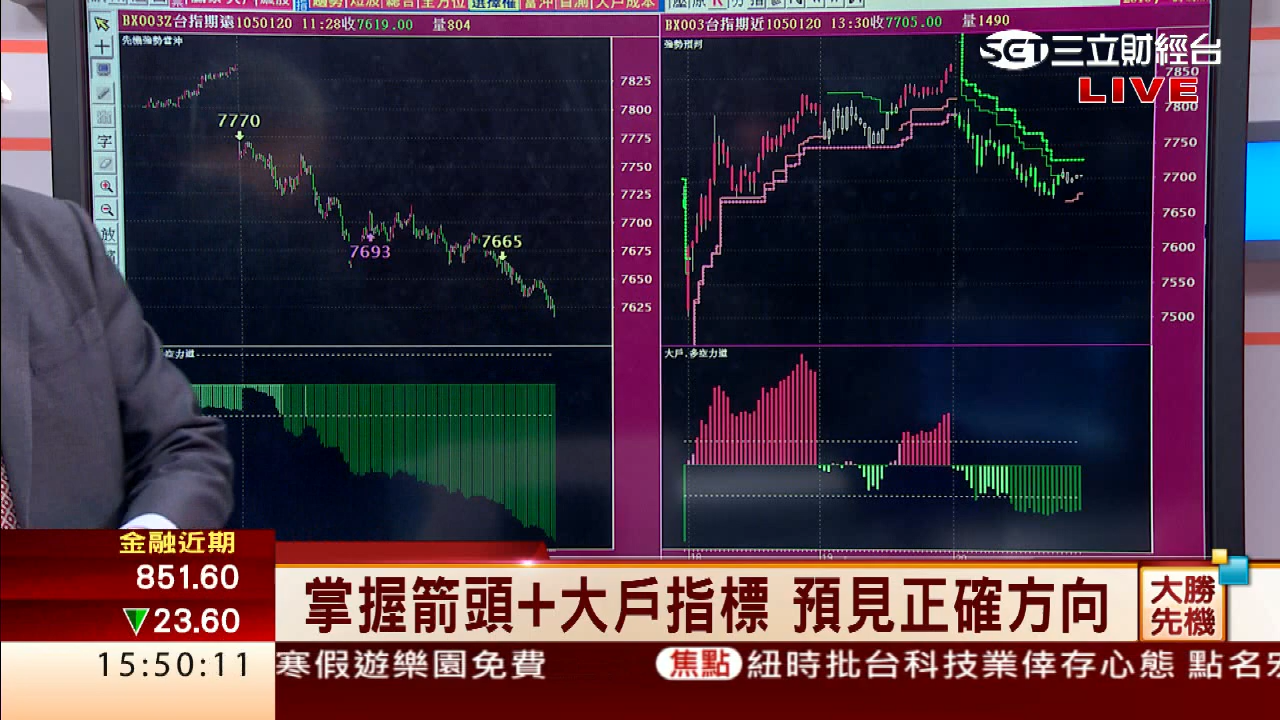 BX003Z台指期遠1050120 11:28收7619.00 量804
先機強勢當沖
7825
7800
7775
7750
7725
7700
7675
7650
7625
7770
7693
7665
字
放
BX003台指期近1050120 13:30收7705.00 量1490
強勢預判
7850
7800
7750
7700
7650
7600
7550
7500
大戶.多空力道
SET三立財經台
LIVE
金融近期
851.60
▼23.60
15:50:11
掌握箭頭+大戶指標 預見正確方向
大勝
先機
寒假遊樂園免費
焦點 紐時批台科技業倖存心態 點名